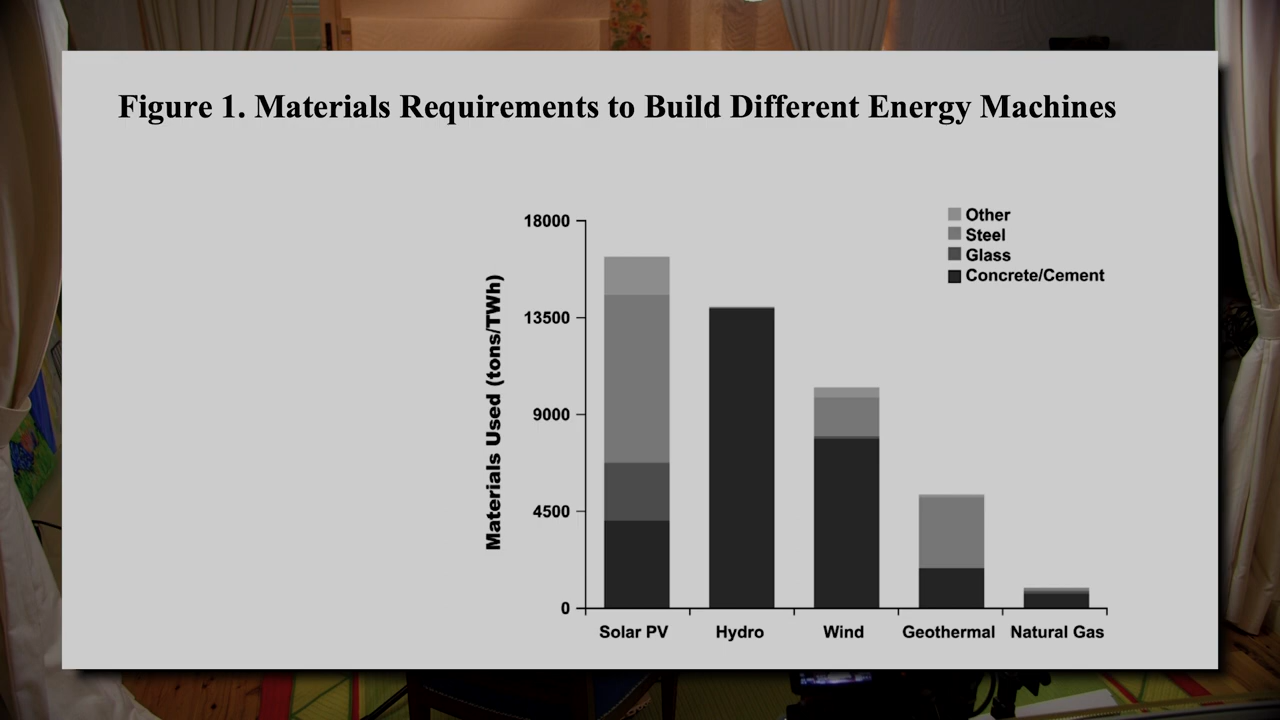 Figure 1. Materials Requirements to Build Different Energy Machines
Other
Steel
Glass
Concrete/Cement
Materials Used (tons/TWh)
18000
13500
9000
4500
0
Solar PV
Hydro
Wind
Geothermal
Natural Gas